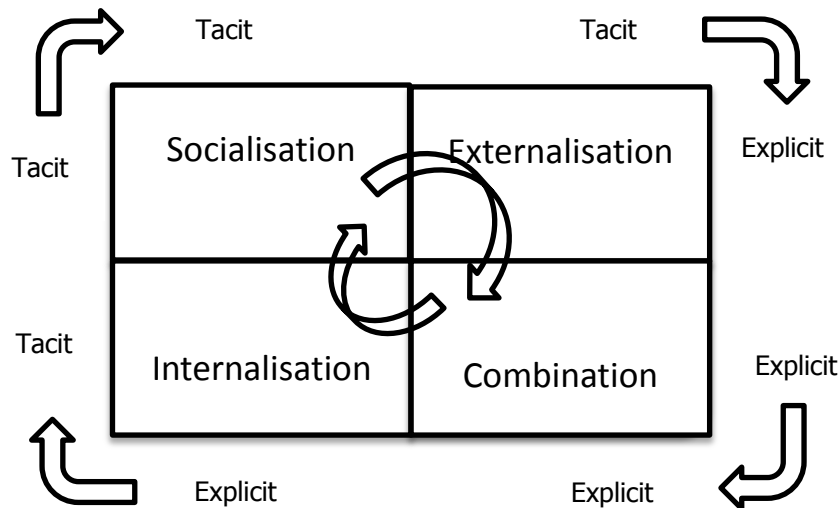 Tacit Tacit
Socialisation Externalisation
Tacit Explicit
Tacit Explicit
Internalisation Combination
Explicit Explicit